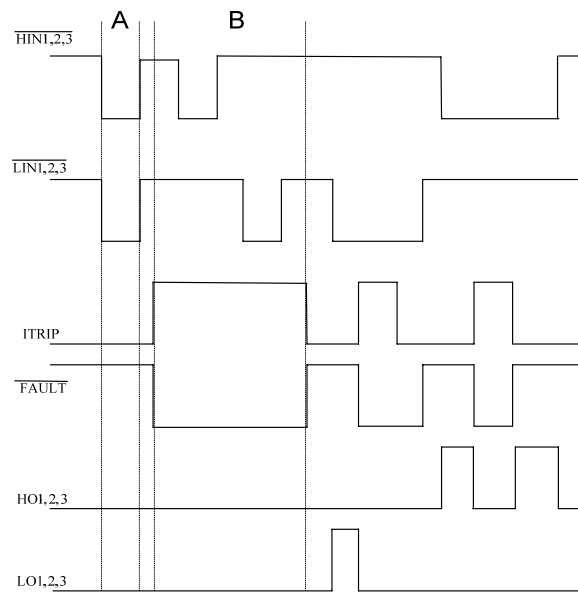 A B
HIN1,2,3
LIN1,2,3
ITRIP
FAULT
HO1,2,3
LO1,2,3